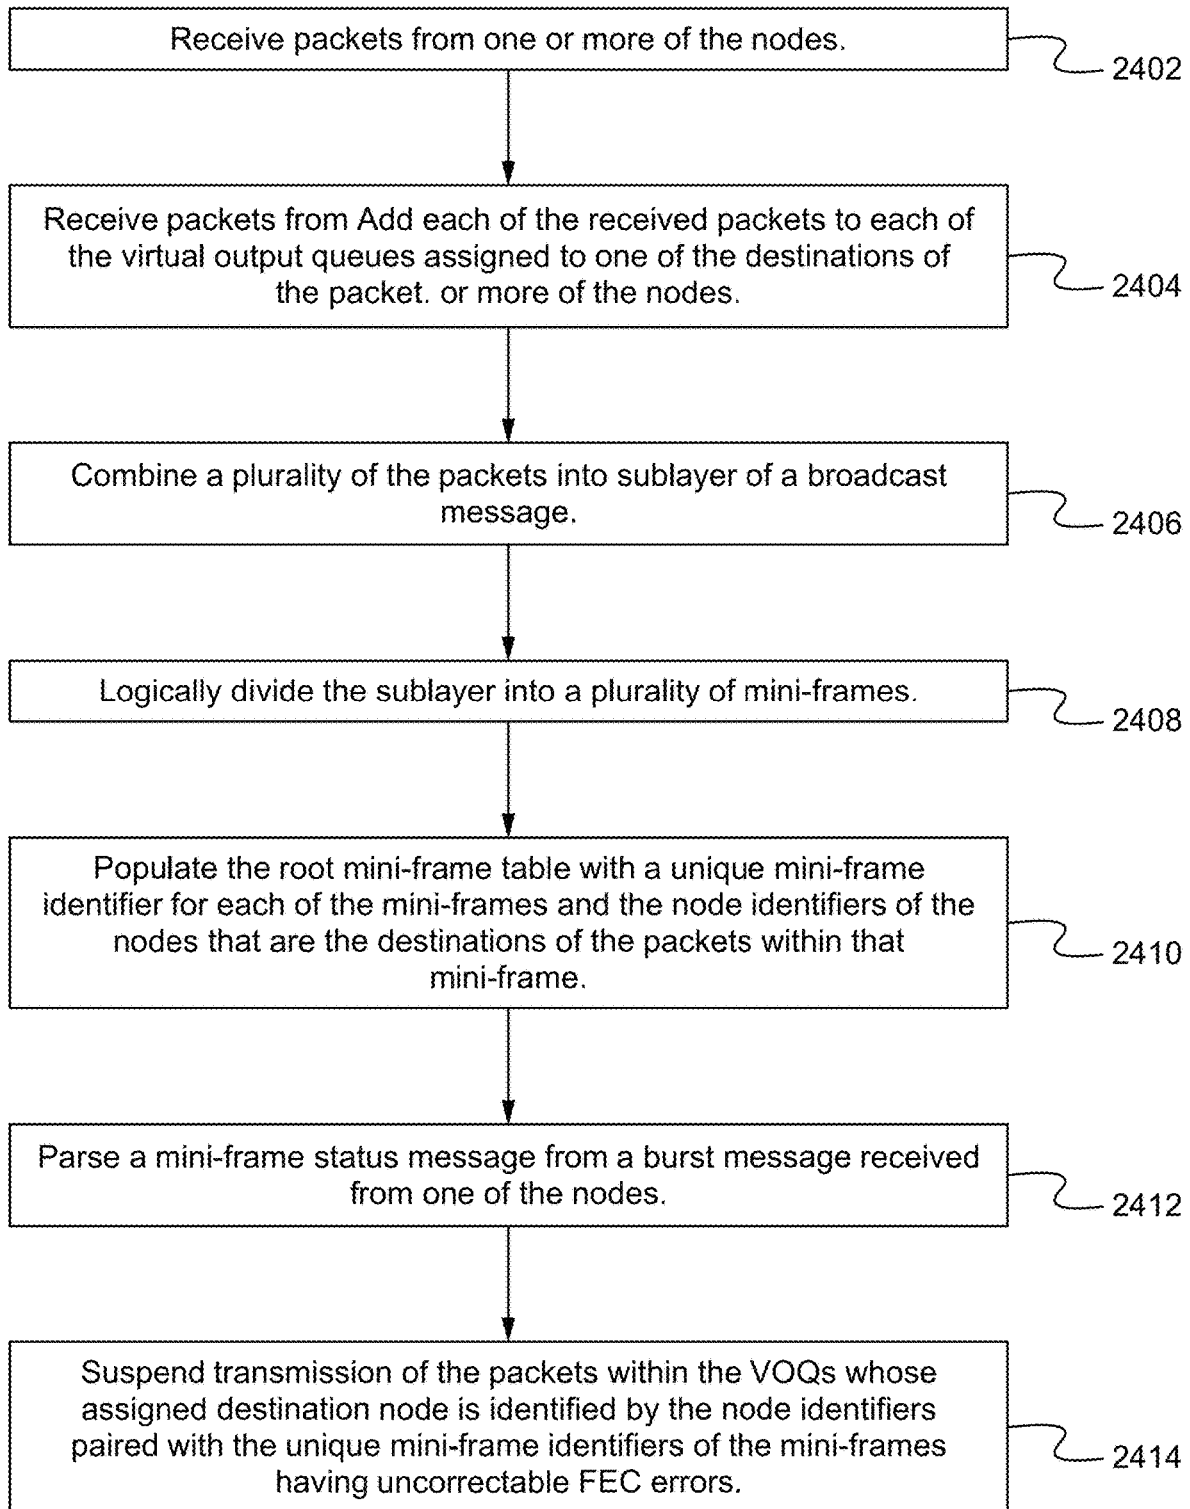 Receive packets from one or more of the nodes.
2402
Receive packets from Add each of the received packets to each of
the virtual output queues assigned to one of the destinations of
the packet. or more of the nodes.
2404
Combine a plurality of the packets into sublayer of a broadcast
message.
2406
Logically divide the sublayer into a plurality of mini-frames.
2408
Populate the root mini-frame table with a unique mini-frame
identifier for each of the mini-frames and the node identifiers of the
nodes that are the destinations of the packets within that
mini-frame.
2410
Parse a mini-frame status message from a burst message received
from one of the nodes.
2412
Suspend transmission of the packets within the VOQs whose
assigned destination node is identified by the node identifiers
paired with the unique mini-frame identifiers of the mini-frames
having uncorrectable FEC errors.
2414